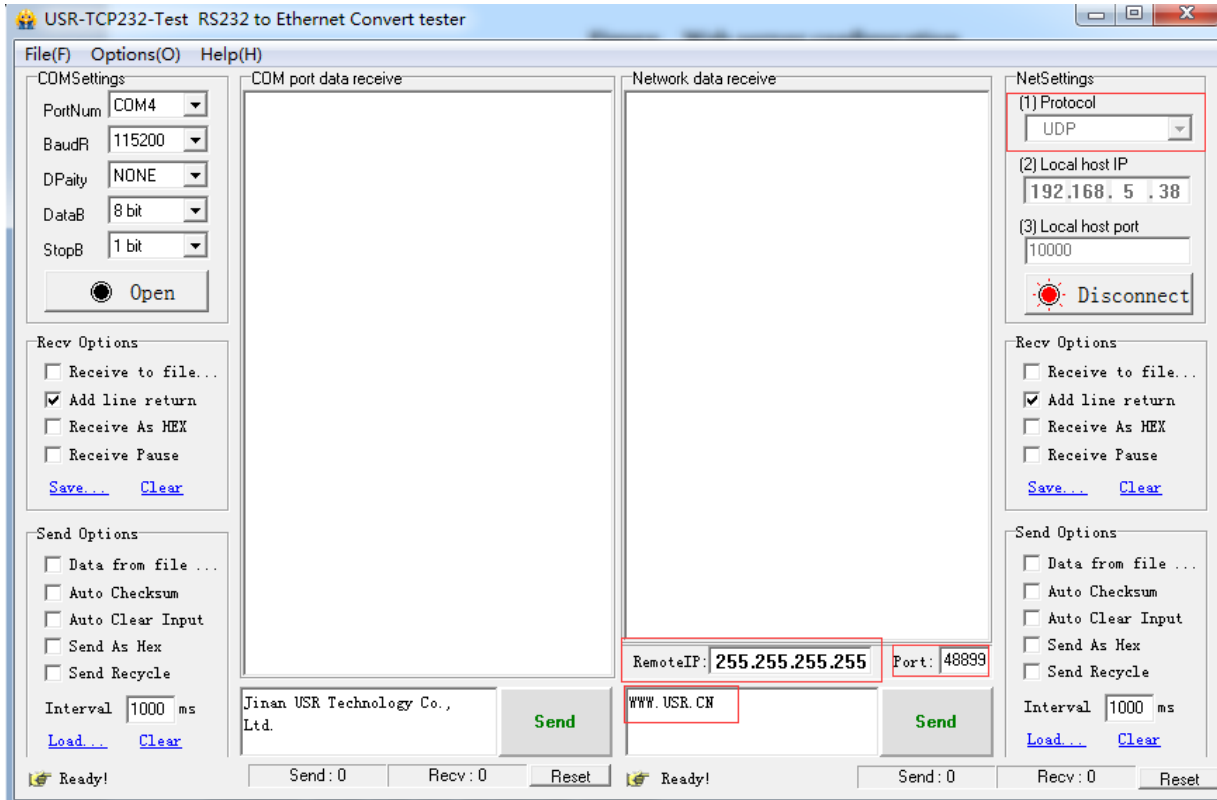 USR-TCP232-Test RS232 to Ethernet Convert tester
File(F) Options(O) Help(H)
COMSettings
PortNum COM4
BaudR 115200
DPaity NONE
DataB 8 bit
StopB 1 bit
Open
Recv Options
Receive to file...
Add line return
Receive As HEX
Receive Pause
Save... Clear
Send Options
Data from file ...
Auto Checksum
Auto Clear Input
Send As Hex
Send Recycle
Interval 1000 ms
Load... Clear
COM port data receive
Jinan USR Technology Co.,
Ltd.
Send
Ready!
Send : 0 Recv : 0 Reset
Network data receive
RemoteIP: 255.255.255.255 Port: 48899
WWW.USR.CN
Send
Ready!
Send : 0 Recv : 0 Reset
NetSettings
(1) Protocol
UDP
(2) Local host IP
192.168. 5 .38
(3) Local host port
10000
Disconnect
Recv Options
Receive to file...
Add line return
Receive As HEX
Receive Pause
Save... Clear
Send Options
Data from file ...
Auto Checksum
Auto Clear Input
Send As Hex
Send Recycle
Interval 1000 ms
Load... Clear